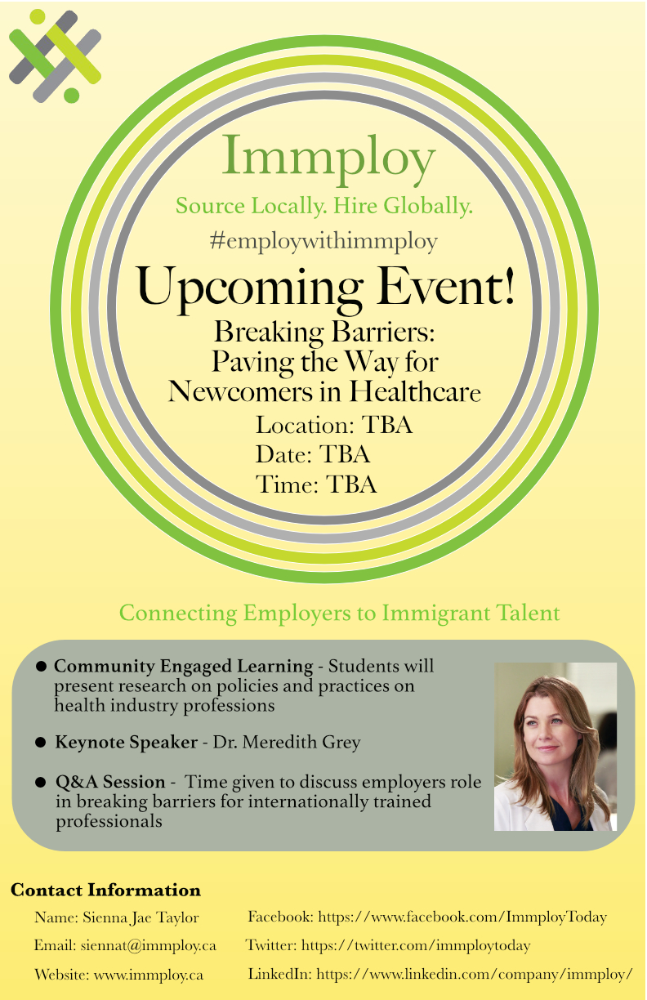 Immploy
Source Locally. Hire Globally.
#employwithimmploy
Upcoming Event!
Breaking Barriers:
Paving the Way for
Newcomers in Healthcare
Location: TBA
Date: TBA
Time: TBA
Connecting Employers to Immigrant Talent
● Community Engaged Learning - Students will
present research on policies and practices on
health industry professions
● Keynote Speaker - Dr. Meredith Grey
● Q&A Session - Time given to discuss employers role
in breaking barriers for internationally trained
professionals
Contact Information
Name: Sienna Jae Taylor
Email: siennat@immploy.ca
Website: www.immploy.ca
Facebook: https://www.facebook.com/ImmployToday
Twitter: https://twitter.com/immploytoday
LinkedIn: https://www.linkedin.com/company/immploy/